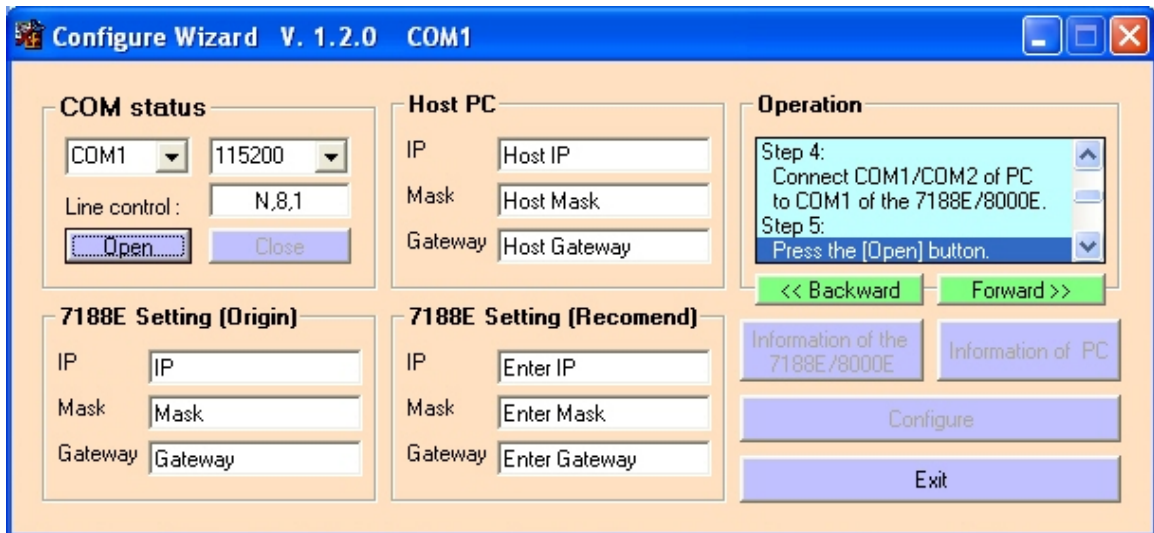 Configure Wizard V. 1.2.0 COM1
COM status
COM1
115200
Line control :
N,8,1
Open
Close
Host PC
IP
Host IP
Mask
Host Mask
Gateway
Host Gateway
Operation
Step 4:
Connect COM1/COM2 of PC
to COM1 of the 7188E/8000E.
Step 5:
Press the [Open] button.
<< Backward
Forward >>
7188E Setting (Origin)
IP
IP
Mask
Mask
Gateway
Gateway
7188E Setting (Recomend)
IP
Enter IP
Mask
Enter Mask
Gateway
Enter Gateway
Information of the
7188E/8000E
Information of PC
Configure
Exit